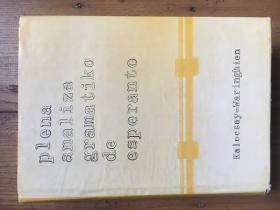 plena
analiza
gramatiko
de
esperanto
Kalocsay-Waringhien